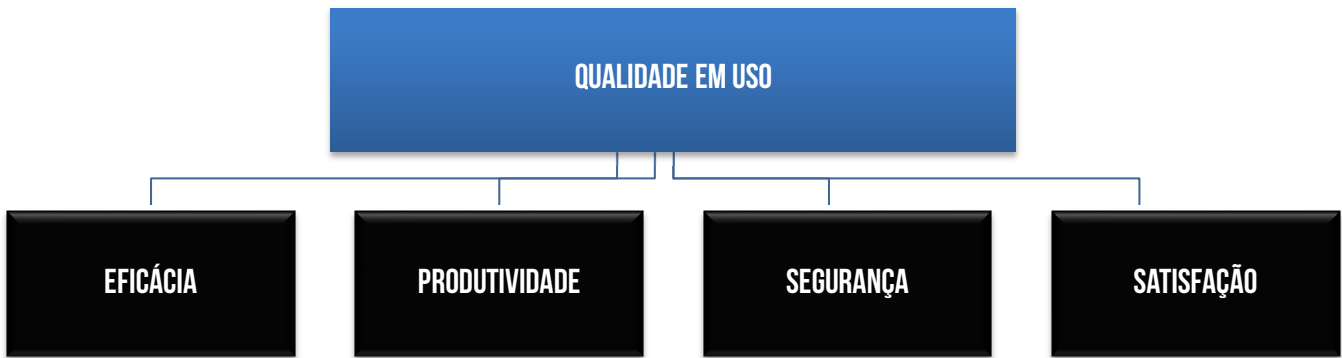 QUALIDADE EM USO
EFICÁCIA
PRODUTIVIDADE
SEGURANÇA
SATISFAÇÃO